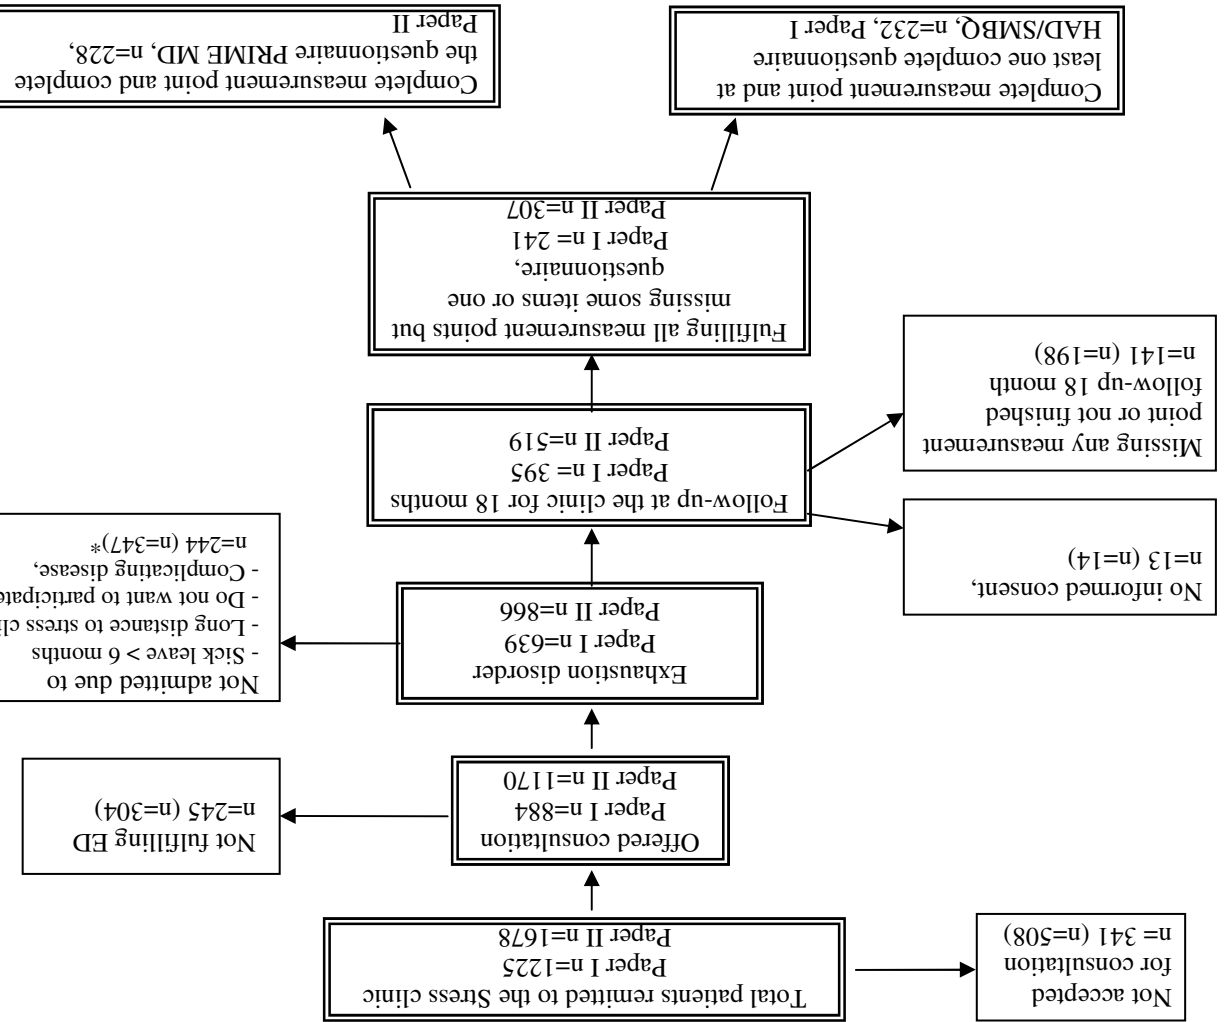 Total patients remitted to the Stress clinic
Paper I n=1225
Paper II n=1678
Not accepted
for consultation
n= 341 (n=508)
Offered consultation
Paper I n=884
Paper II n=1170
Not fulfilling ED
n=245 (n=304)
Exhaustion disorder
Paper I n=639
Paper II n=866
Not admitted due to
- Sick leave > 6 months
- Long distance to stress cli
- Do not want to participate
- Complicating disease,
n=244 (n=347)*
Follow-up at the clinic for 18 months
Paper I n= 395
Paper II n=519
No informed consent,
n=13 (n=14)
Missing any measurement
point or not finished
follow-up 18 month
n=141 (n=198)
Fulfilling all measurement points but
missing some items or one
questionnaire,
Paper I n= 241
Paper II n=307
Complete measurement point and at
least one complete questionnaire
HAD/SMBQ, n=232, Paper I
Complete measurement point and complete
the questionnaire PRIME MD, n=228,
Paper II